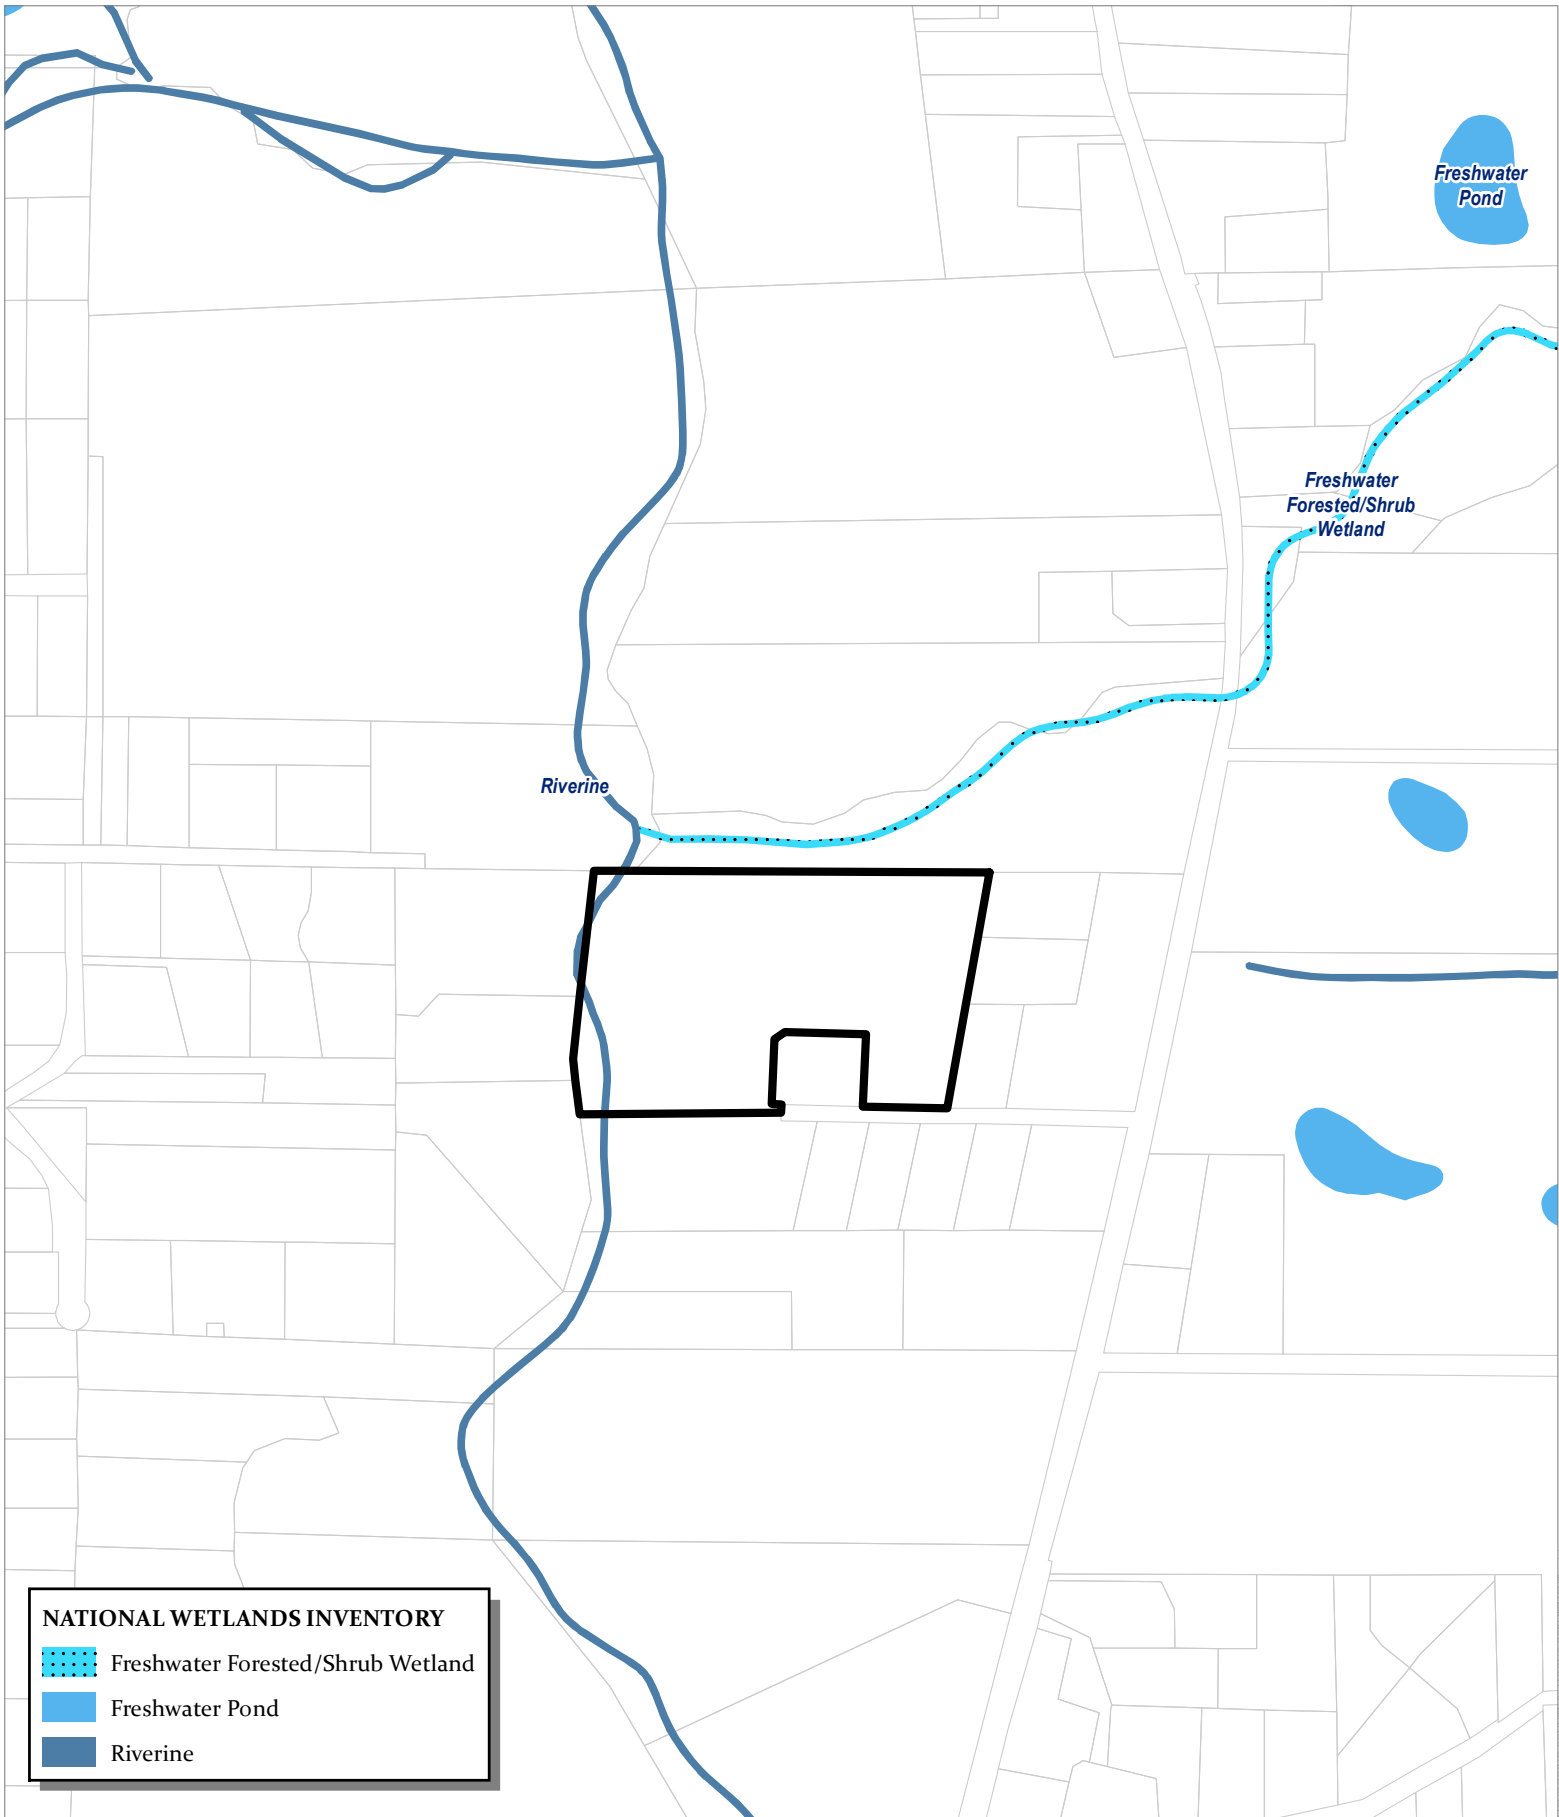 Freshwater
Pond
Freshwater
Forested/Shrub
Wetland
Riverine
NATIONAL WETLANDS INVENTORY
Freshwater Forested/Shrub Wetland
Freshwater Pond
Riverine